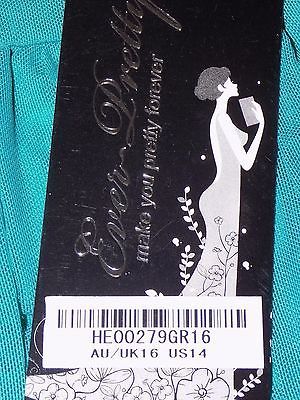 Ever-Pretty
make you pretty forever
HE00279GR16
AU/UK16 US14